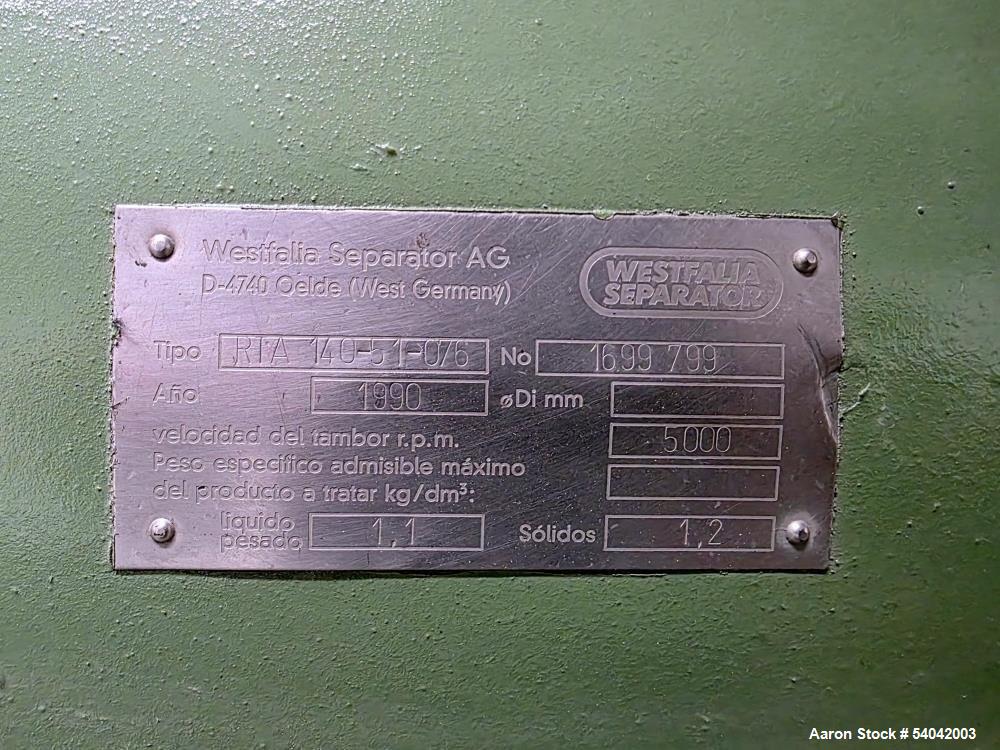 Westfalia Separator AG
D-4740 Oelde (West Germany)
WESTFALIA
SEPARATOR
Tipo RTA 140-51-076 No 1699 799
Año 1990 øDi mm
velocidad del tambor r.p.m. 5000
Peso especifico admisible máximo
del producto a tratar kg/dm³:
liquido
pesado 1,1 Sólidos 1,2
Aaron Stock # 54042003